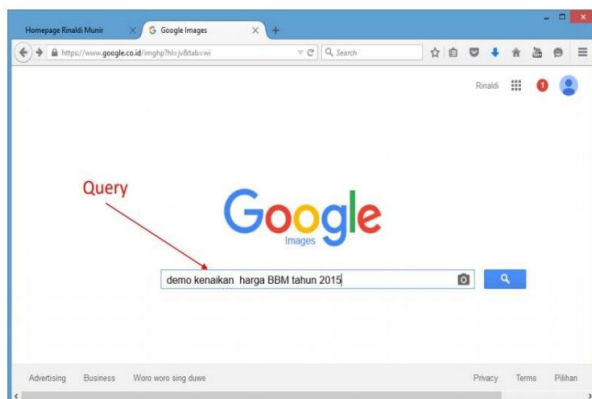 Homepage Rinaldi Munir
Google Images
https://www.google.co.id/imghp?hl=jv&tab=wi
Search
Rinaldi
1
Query
Google
Images
demo kenaikan harga BBM tahun 2015
Advertising Business Woro woro sing duwe Privacy Terms Pilihan